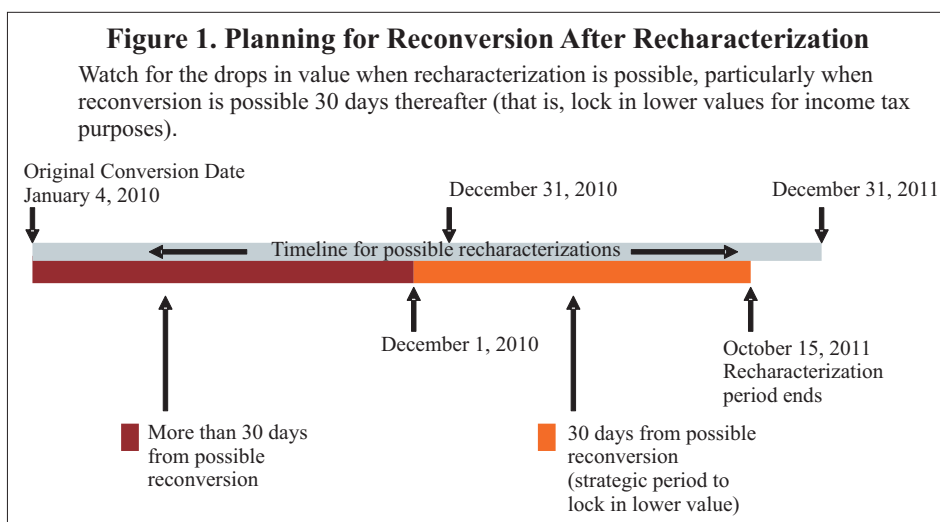 Figure 1. Planning for Reconversion After Recharacterization
Watch for the drops in value when recharacterization is possible, particularly when
reconversion is possible 30 days thereafter (that is, lock in lower values for income tax
purposes).
Original Conversion Date
January 4, 2010
December 31, 2010
December 31, 2011
Timeline for possible recharacterizations
December 1, 2010
October 15, 2011
Recharacterization
period ends
More than 30 days
from possible
reconversion
30 days from possible
reconversion
(strategic period to
lock in lower value)